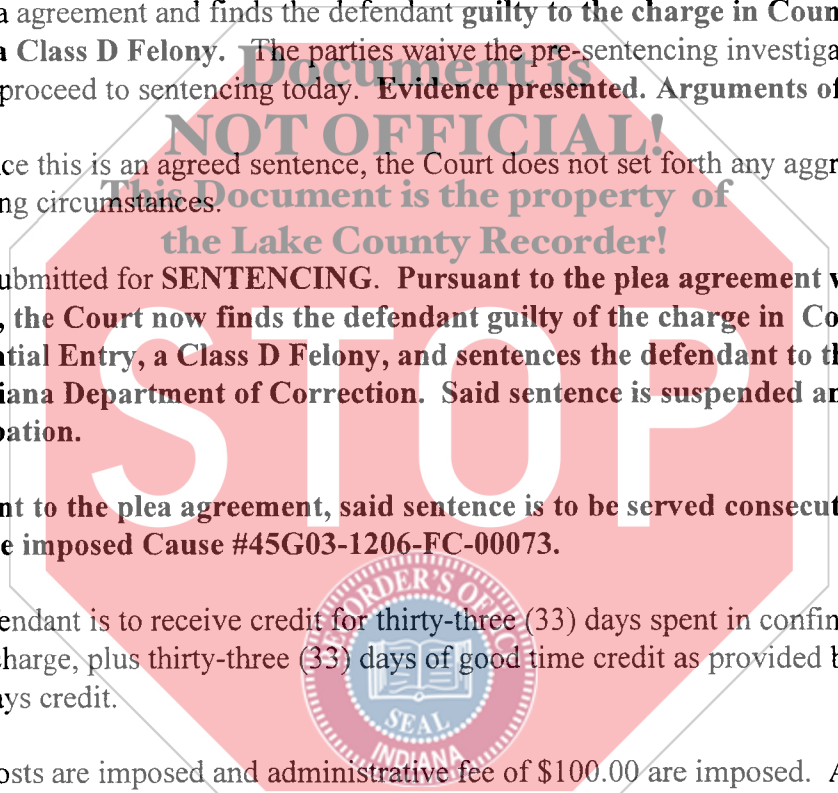 a agreement and finds the defendant guilty to the charge in Coun
a Class D Felony. The parties waive the pre-sentencing investiga
proceed to sentencing today. Evidence presented. Arguments of
Document is
NOT OFFICIAL!
This Document is the property of
the Lake County Recorder!
ce this is an agreed sentence, the Court does not set forth any aggr
ng circumstances.
ubmitted for SENTENCING. Pursuant to the plea agreement w
, the Court now finds the defendant guilty of the charge in Co
tial Entry, a Class D Felony, and sentences the defendant to th
iana Department of Correction. Said sentence is suspended an
bation.
STOP
nt to the plea agreement, said sentence is to be served consecut
e imposed Cause #45G03-1206-FC-00073.
endant is to receive credit for thirty-three (33) days spent in confin
charge, plus thirty-three (33) days of good time credit as provided b
ys credit.
RECORDER'S OFFICE
SEAL
INDIANA
osts are imposed and administrative fee of $100.00 are imposed. A